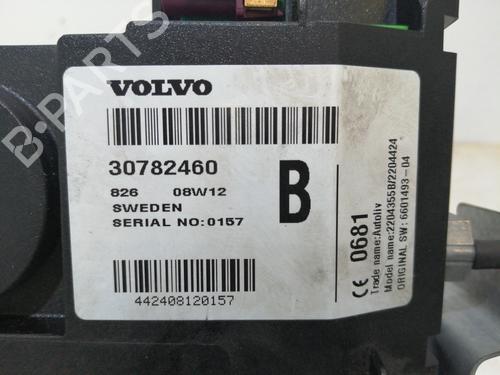 VOLVO
30782460
826 08W12
SWEDEN
SERIAL NO:0157
B
442408120157
CE 0681
Trade name:Autoliv
Model name:2204355B/2204424
ORIGINAL SW: 6601493-04
B-PARTS